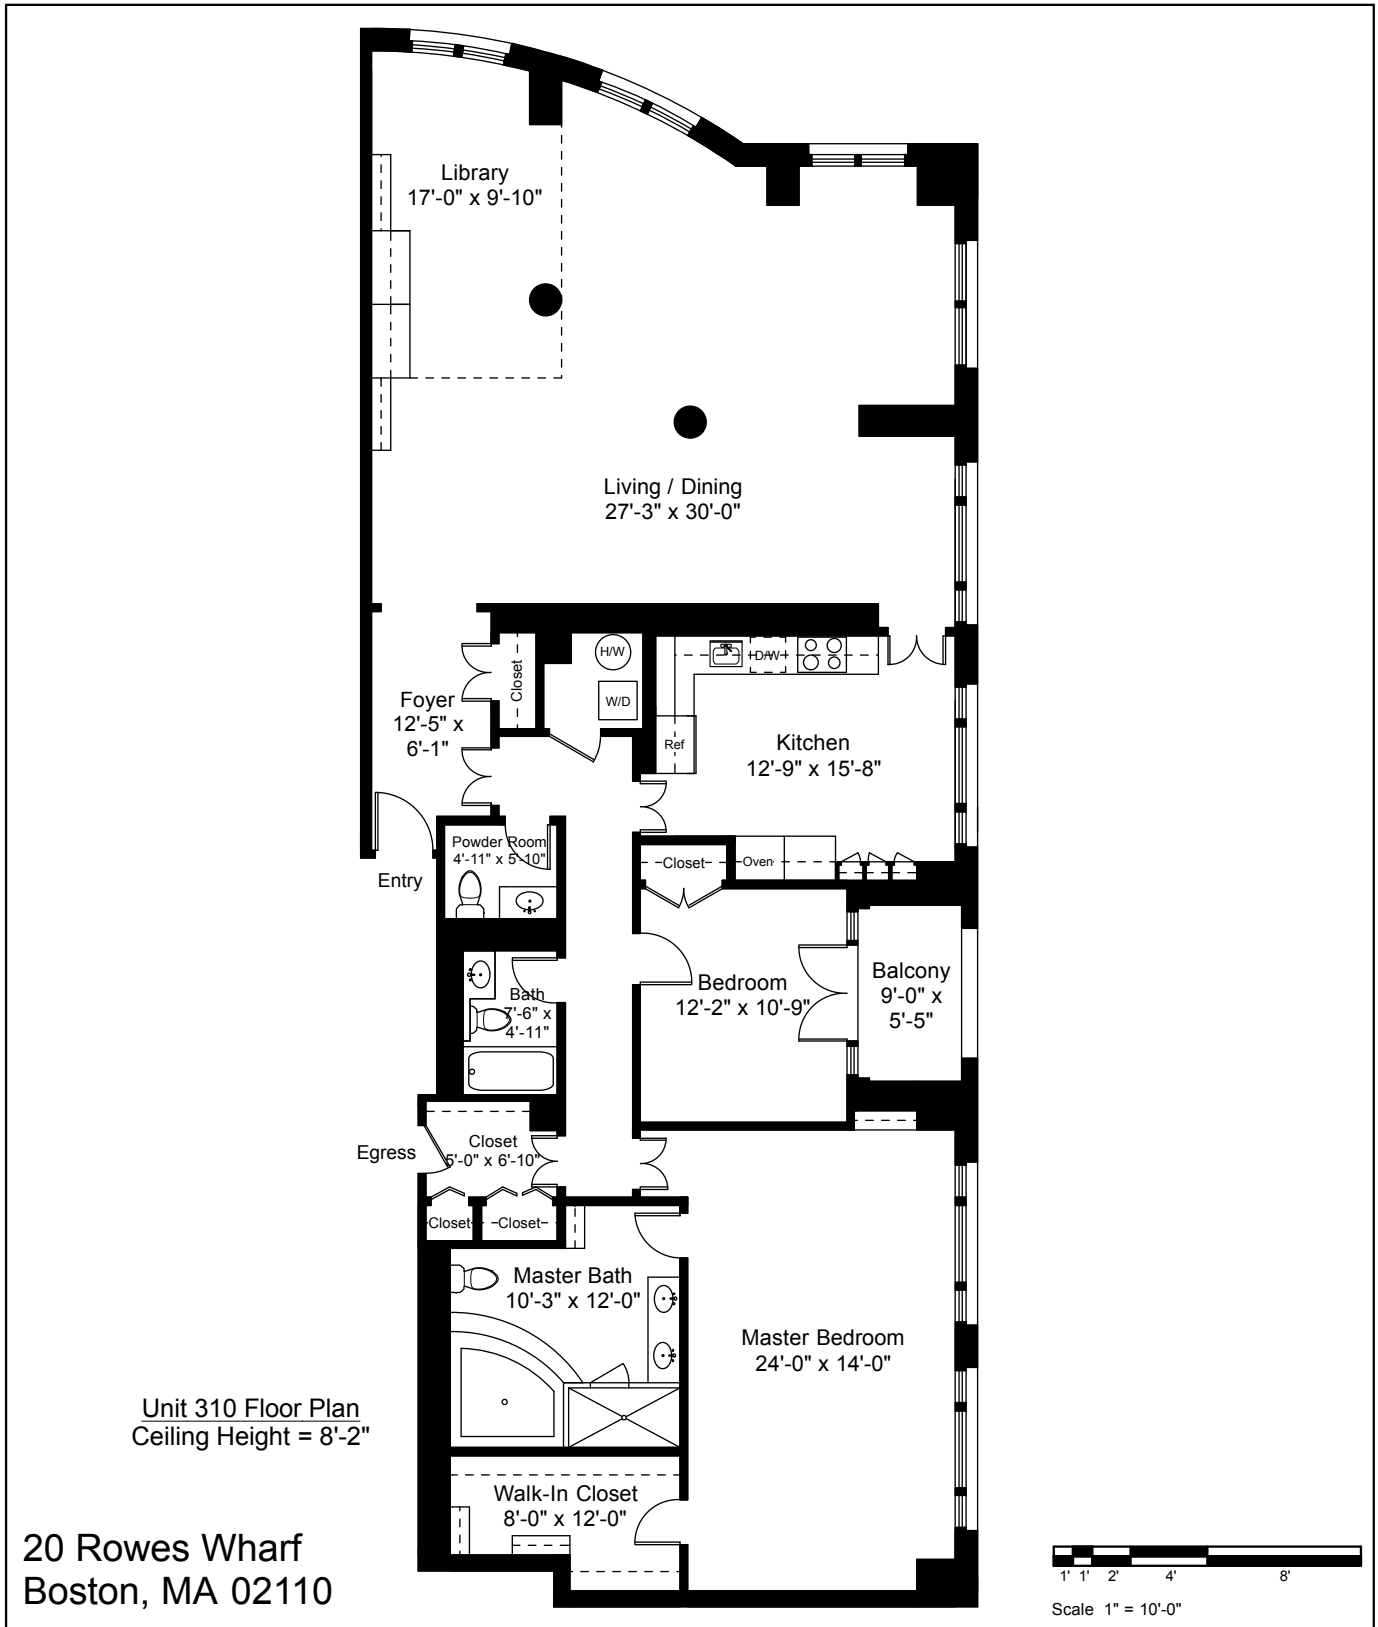 Library
17'-0" x 9'-10"
Living / Dining
27'-3" x 30'-0"
H/W
D/W
Closet
W/D
Foyer
12'-5" x
6'-1"
Ref
Kitchen
12'-9" x 15'-8"
Powder Room
4'-11" x 5'-10"
Closet
Oven
Entry
Bedroom
12'-2" x 10'-9"
Balcony
9'-0" x
5'-5"
Bath
7'-6" x
4'-11"
Egress
Closet
5'-0" x 6'-10"
Closet
Closet
Master Bath
10'-3" x 12'-0"
Master Bedroom
24'-0" x 14'-0"
Unit 310 Floor Plan
Ceiling Height = 8'-2"
Walk-In Closet
8'-0" x 12'-0"
20 Rowes Wharf
Boston, MA 02110
1' 1' 2' 4' 8'
Scale 1" = 10'-0"